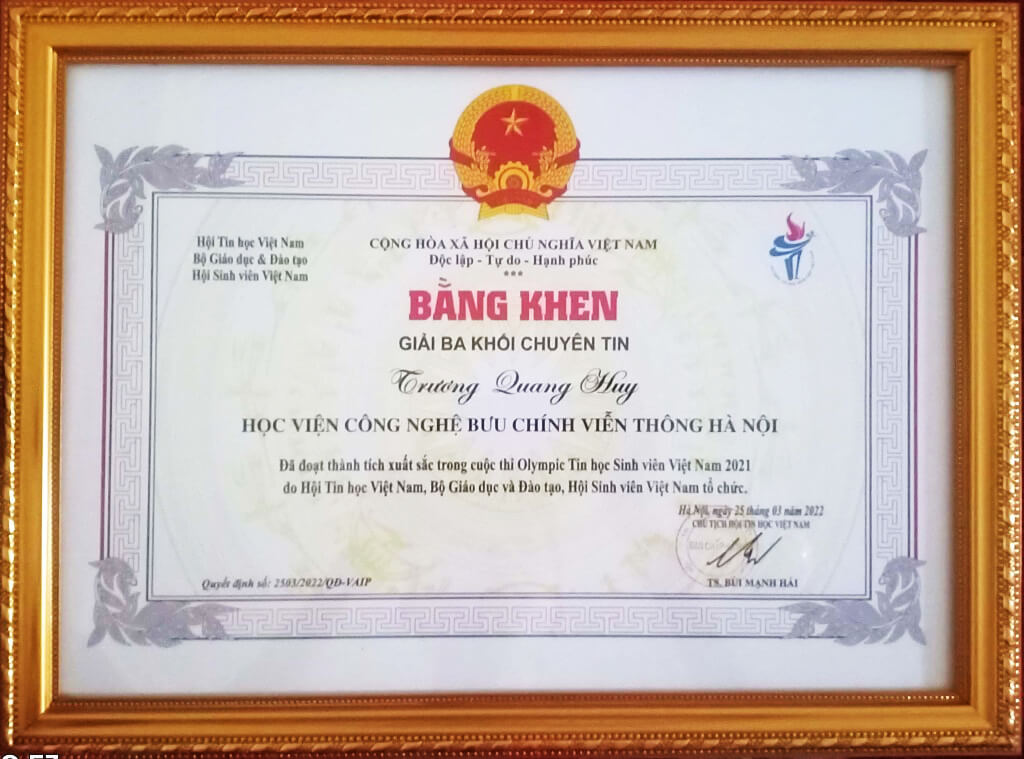 Hội Tin học Việt Nam
Bộ Giáo dục & Đào tạo
Hội Sinh viên Việt Nam
CỘNG HÒA XÃ HỘI CHỦ NGHĨA VIỆT NAM
Độc lập - Tự do - Hạnh phúc
***
BẰNG KHEN
GIẢI BA KHỐI CHUYÊN TIN
Trương Quang Huy
HỌC VIỆN CÔNG NGHỆ BƯU CHÍNH VIỄN THÔNG HÀ NỘI
Đã đoạt thành tích xuất sắc trong cuộc thi Olympic Tin học Sinh viên Việt Nam 2021
do Hội Tin học Việt Nam, Bộ Giáo dục và Đào tạo, Hội Sinh viên Việt Nam tổ chức.
Hà Nội, ngày 25 tháng 03 năm 2022
CHỦ TỊCH HỘI TIN HỌC VIỆT NAM
TS. BÙI MẠNH HẢI
Quyết định số: 2503/2022/QĐ-VAIP